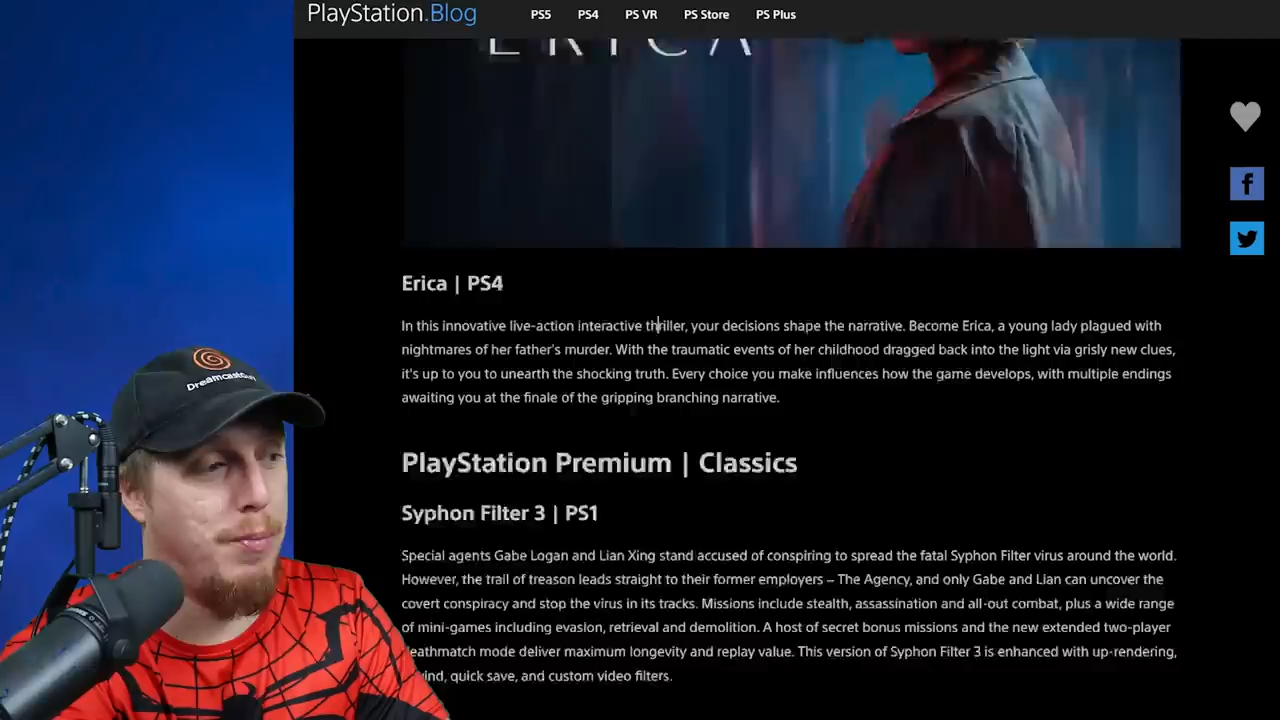 PlayStation.Blog
PS5 PS4 PS VR PS Store PS Plus
ERICA
Erica | PS4
In this innovative live-action interactive thriller, your decisions shape the narrative. Become Erica, a young lady plagued with
nightmares of her father's murder. With the traumatic events of her childhood dragged back into the light via grisly new clues,
it's up to you to unearth the shocking truth. Every choice you make influences how the game develops, with multiple endings
awaiting you at the finale of the gripping branching narrative.
PlayStation Premium | Classics
Syphon Filter 3 | PS1
Special agents Gabe Logan and Lian Xing stand accused of conspiring to spread the fatal Syphon Filter virus around the world.
However, the trail of treason leads straight to their former employers – The Agency, and only Gabe and Lian can uncover the
covert conspiracy and stop the virus in its tracks. Missions include stealth, assassination and all-out combat, plus a wide range
of mini-games including evasion, retrieval and demolition. A host of secret bonus missions and the new extended two-player
eathmatch mode deliver maximum longevity and replay value. This version of Syphon Filter 3 is enhanced with up-rendering,
wind, quick save, and custom video filters.
DreamcastGuy